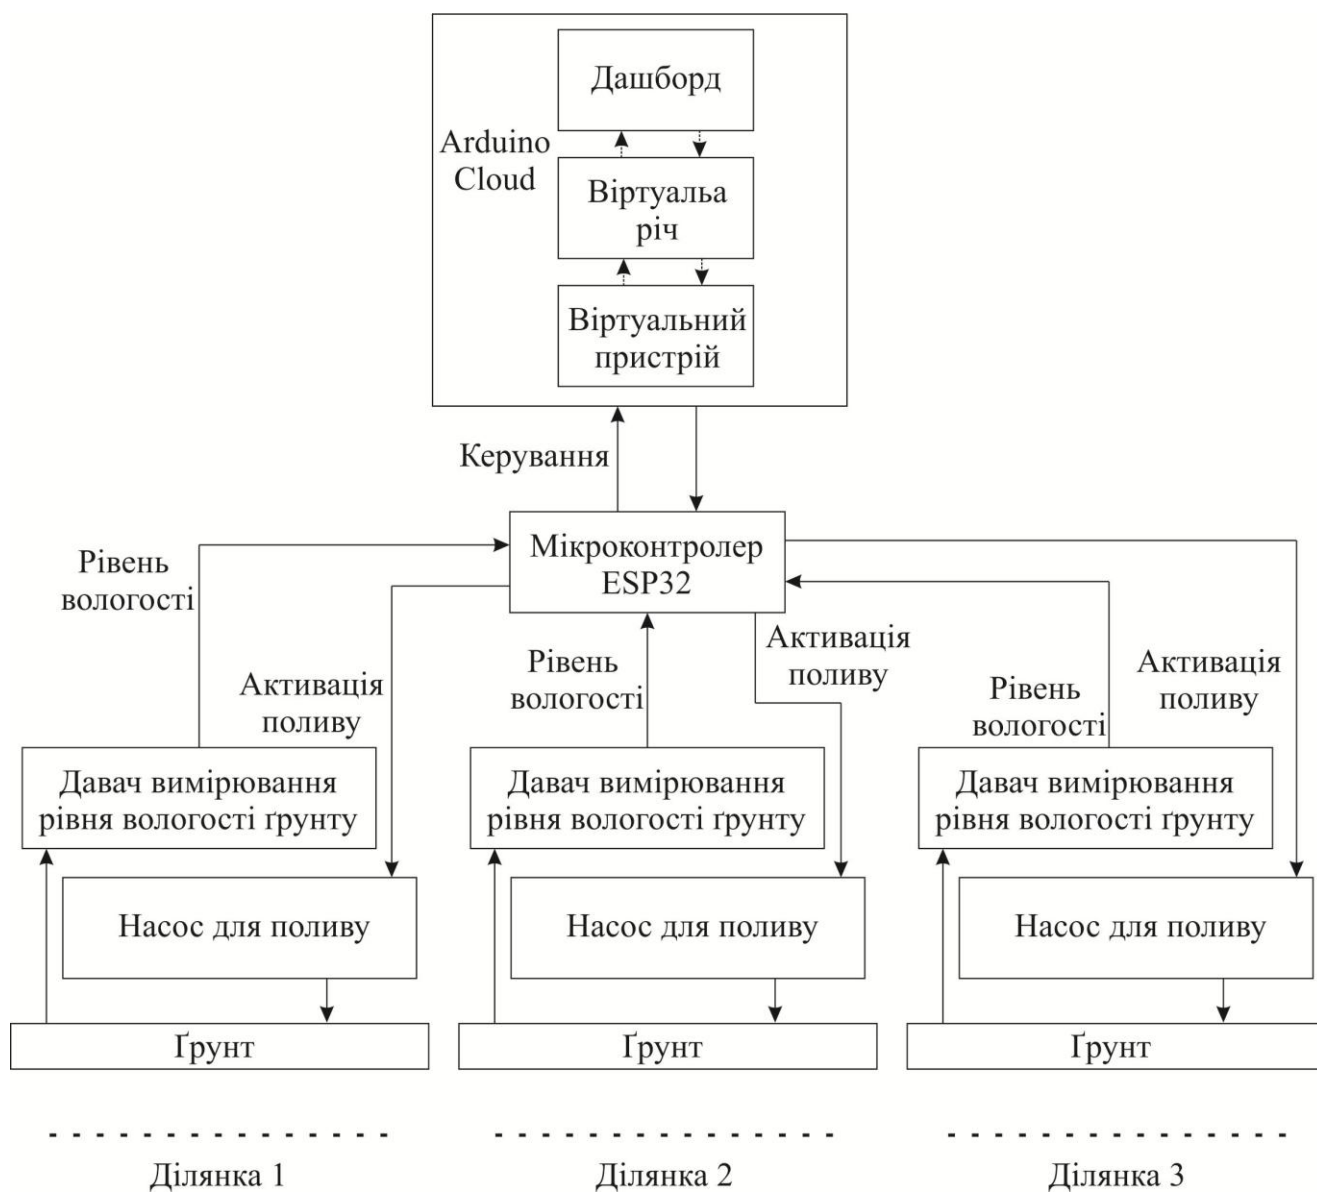 Дашборд
Arduino
Cloud
Віртуальа
річ
Віртуальний
пристрій
Керування
Мікроконтролер
ESP32
Рівень
вологості
Активація
поливу
Рівень
вологості
Активація
поливу
Рівень
вологості
Активація
поливу
Давач вимірювання
рівня вологості ґрунту
Давач вимірювання
рівня вологості ґрунту
Давач вимірювання
рівня вологості ґрунту
Насос для поливу
Насос для поливу
Насос для поливу
Ґрунт
Ґрунт
Ґрунт
Ділянка 1
Ділянка 2
Ділянка 3